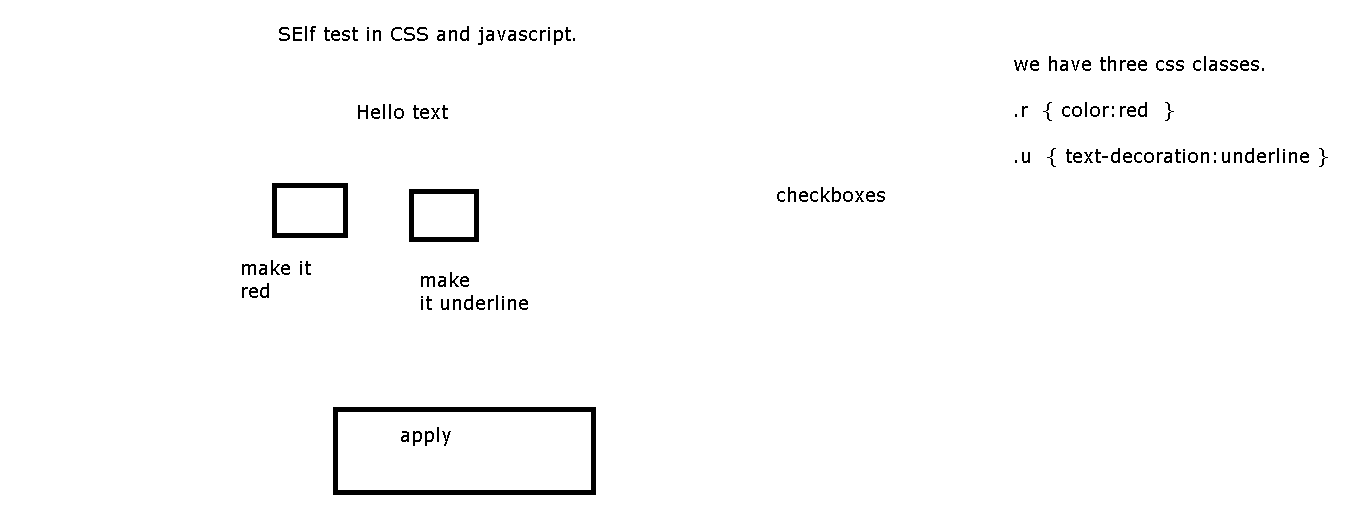 SElf test in CSS and javascript.
we have three css classes.
Hello text
.r { color:red }
.u { text-decoration:underline }
checkboxes
make it
red
make
it underline
apply